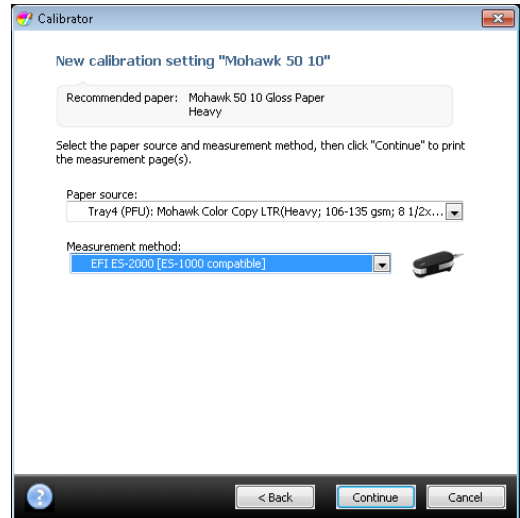 Calibrator
New calibration setting "Mohawk 50 10"
Recommended paper: Mohawk 50 10 Gloss Paper
Heavy
Select the paper source and measurement method, then click "Continue" to print
the measurement page(s).
Paper source:
Tray4 (PFU): Mohawk Color Copy LTR(Heavy; 106-135 gsm; 8 1/2x...
Measurement method:
EFI ES-2000 [ES-1000 compatible]
?
< Back
Continue
Cancel